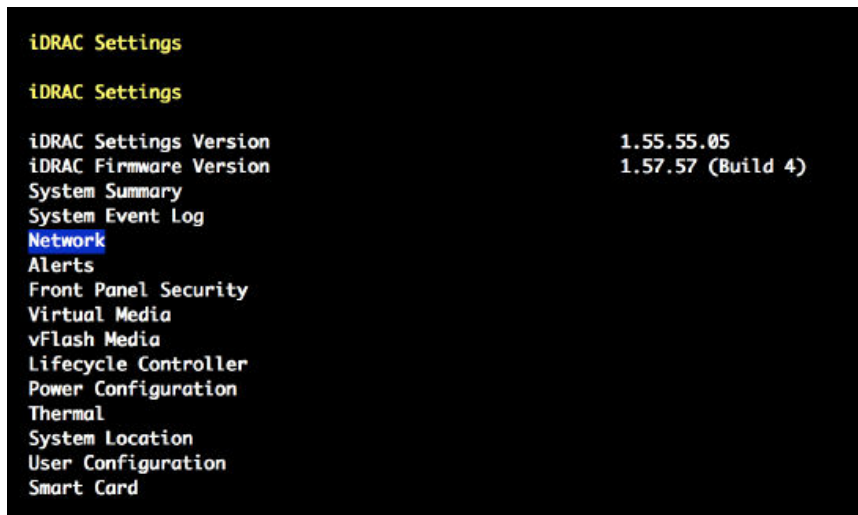 iDRAC Settings
iDRAC Settings
iDRAC Settings Version 1.55.55.05
iDRAC Firmware Version 1.57.57 (Build 4)
System Summary
System Event Log
Network
Alerts
Front Panel Security
Virtual Media
vFlash Media
Lifecycle Controller
Power Configuration
Thermal
System Location
User Configuration
Smart Card